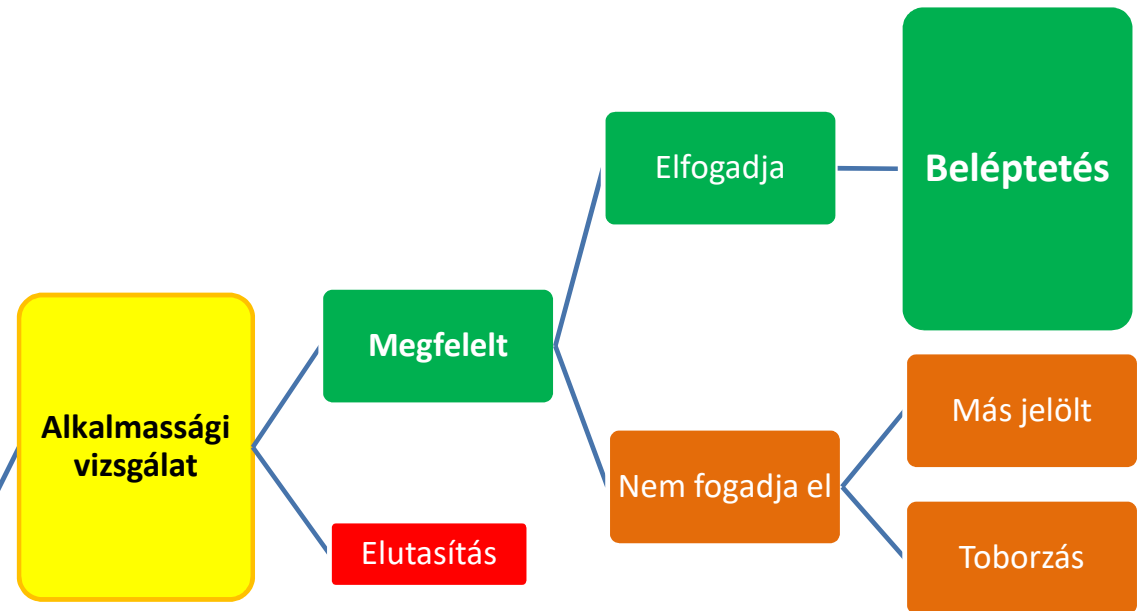 Alkalmassági
vizsgálat
Megfelelt
Elutasítás
Elfogadja
Nem fogadja el
Beléptetés
Más jelölt
Toborzás